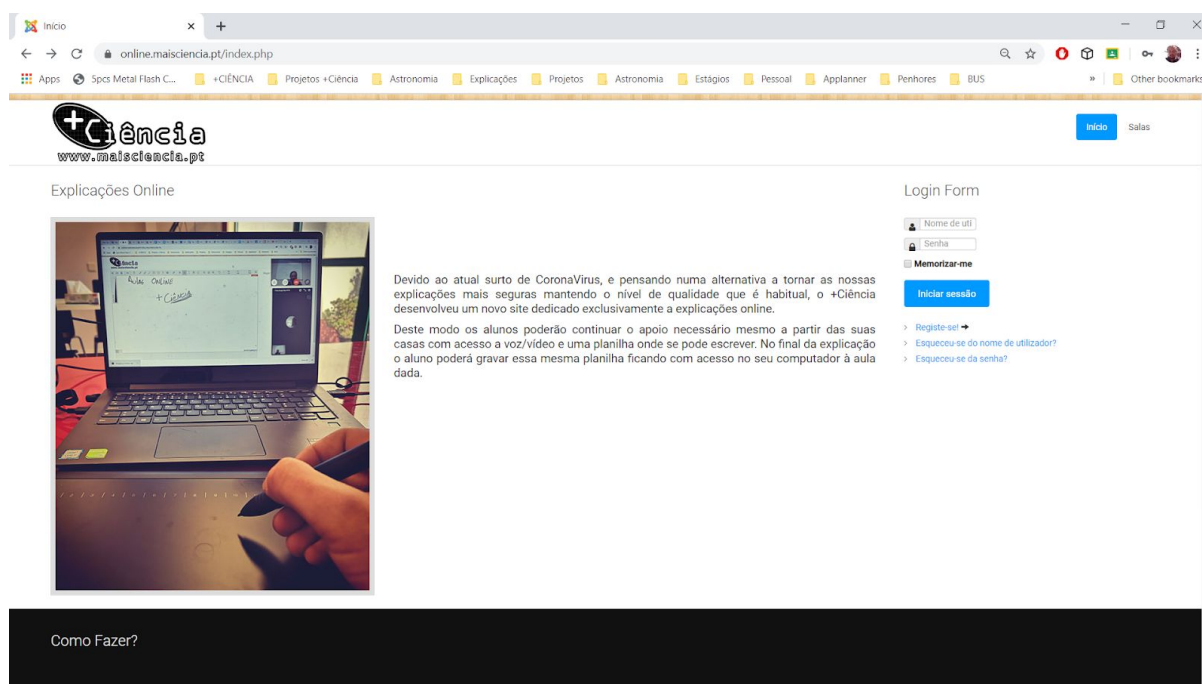 Início
online.maisciencia.pt/index.php
Apps
5pcs Metal Flash C...
+CIÊNCIA
Projetos +Ciência
Astronomia
Explicações
Projetos
Astronomia
Estágios
Pessoal
Applanner
Penhores
BUS
»
Other bookmarks
+Ciência
www.maisciencia.pt
Início
Salas
Explicações Online
Ciência
Aulas ONLINE
+ Ciência
Devido ao atual surto de CoronaVirus, e pensando numa alternativa a tornar as nossas
explicações mais seguras mantendo o nível de qualidade que é habitual, o +Ciência
desenvolveu um novo site dedicado exclusivamente a explicações online.
Deste modo os alunos poderão continuar o apoio necessário mesmo a partir das suas
casas com acesso a voz/vídeo e uma planilha onde se pode escrever. No final da explicação
o aluno poderá gravar essa mesma planilha ficando com acesso no seu computador à aula
dada.
Login Form
Nome de uti
Senha
Memorizar-me
Iniciar sessão
Registe-se!
Esqueceu-se do nome de utilizador?
Esqueceu-se da senha?
Como Fazer?